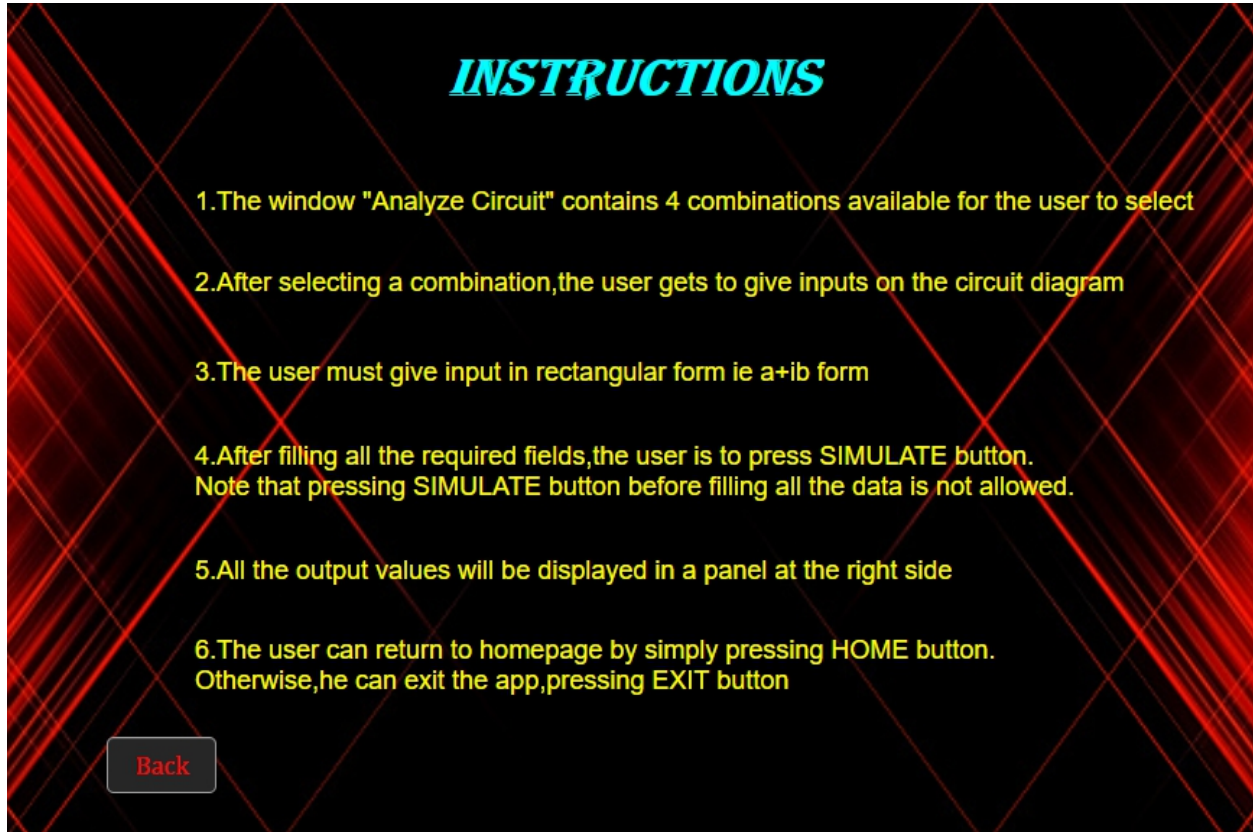 INSTRUCTIONS
1.The window "Analyze Circuit" contains 4 combinations available for the user to select
2.After selecting a combination,the user gets to give inputs on the circuit diagram
3.The user must give input in rectangular form ie a+ib form
4.After filling all the required fields,the user is to press SIMULATE button.
Note that pressing SIMULATE button before filling all the data is not allowed.
5.All the output values will be displayed in a panel at the right side
6.The user can return to homepage by simply pressing HOME button.
Otherwise,he can exit the app,pressing EXIT button
Back